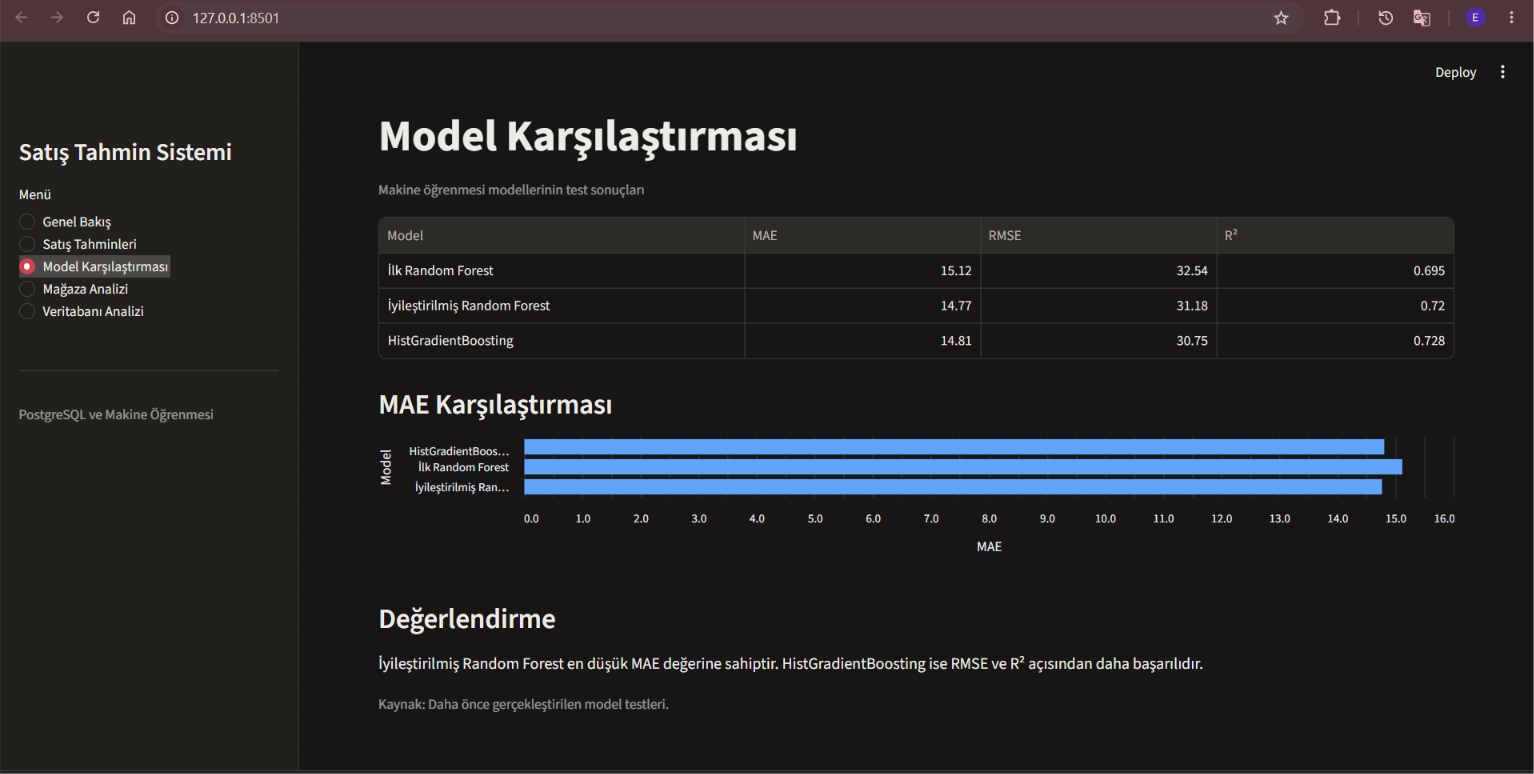 127.0.0.1:8501
E
Deploy
Satış Tahmin Sistemi
Menü
Genel Bakış
Satış Tahminleri
Model Karşılaştırması
Mağaza Analizi
Veritabanı Analizi
PostgreSQL ve Makine Öğrenmesi
Model Karşılaştırması
Makine öğrenmesi modellerinin test sonuçları
Model MAE RMSE R²
İlk Random Forest 15.12 32.54 0.695
İyileştirilmiş Random Forest 14.77 31.18 0.72
HistGradientBoosting 14.81 30.75 0.728
MAE Karşılaştırması
Model
HistGradientBoos…
İlk Random Forest
İyileştirilmiş Ran…
0.0 1.0 2.0 3.0 4.0 5.0 6.0 7.0 8.0 9.0 10.0 11.0 12.0 13.0 14.0 15.0 16.0
MAE
Değerlendirme
İyileştirilmiş Random Forest en düşük MAE değerine sahiptir. HistGradientBoosting ise RMSE ve R² açısından daha başarılıdır.
Kaynak: Daha önce gerçekleştirilen model testleri.